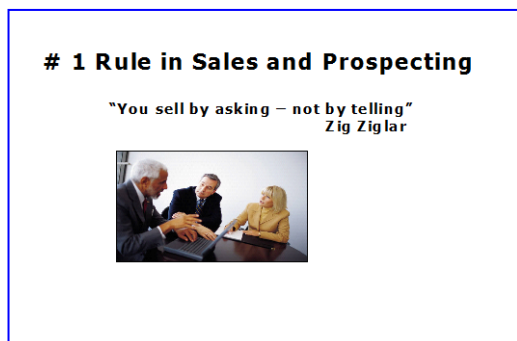 # 1 Rule in Sales and Prospecting
“You sell by asking – not by telling”
Zig Ziglar